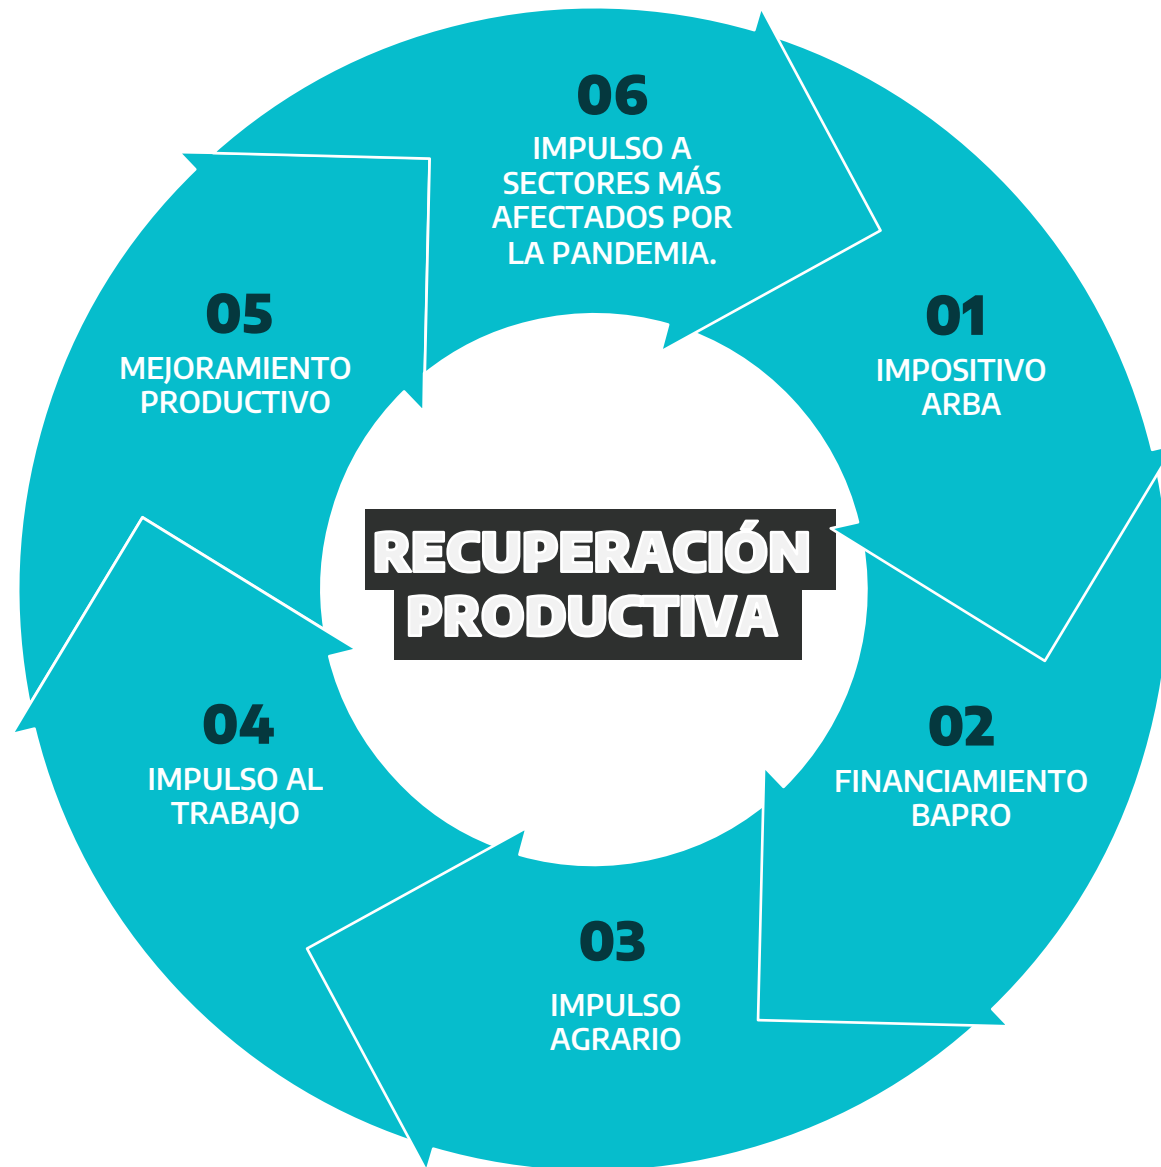 06
IMPULSO A
SECTORES MÁS
AFECTADOS POR
LA PANDEMIA.
05
MEJORAMIENTO
PRODUCTIVO
01
IMPOSITIVO
ARBA
RECUPERACIÓN
PRODUCTIVA
04
IMPULSO AL
TRABAJO
02
FINANCIAMIENTO
BAPRO
03
IMPULSO
AGRARIO